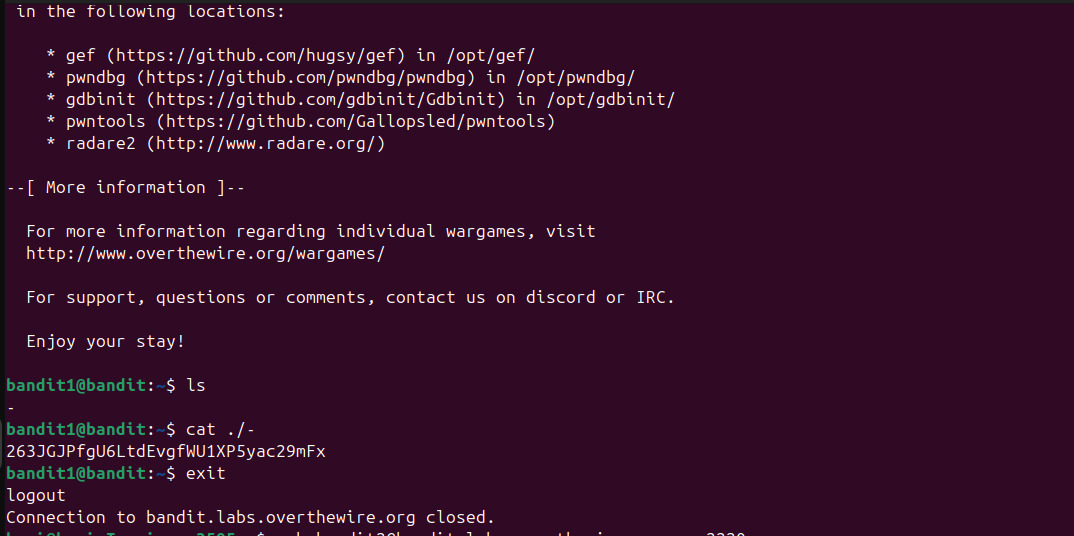 in the following locations:
* gef (https://github.com/hugsy/gef) in /opt/gef/
* pwndbg (https://github.com/pwndbg/pwndbg) in /opt/pwndbg/
* gdbinit (https://github.com/gdbinit/Gdbinit) in /opt/gdbinit/
* pwntools (https://github.com/Gallopsled/pwntools)
* radare2 (http://www.radare.org/)
--[ More information ]--
For more information regarding individual wargames, visit
http://www.overthewire.org/wargames/
For support, questions or comments, contact us on discord or IRC.
Enjoy your stay!
bandit1@bandit:~$ ls
-
bandit1@bandit:~$ cat ./-
263JGJPfgU6LtdEvgfWU1XP5yac29mFx
bandit1@bandit:~$ exit
logout
Connection to bandit.labs.overthewire.org closed.